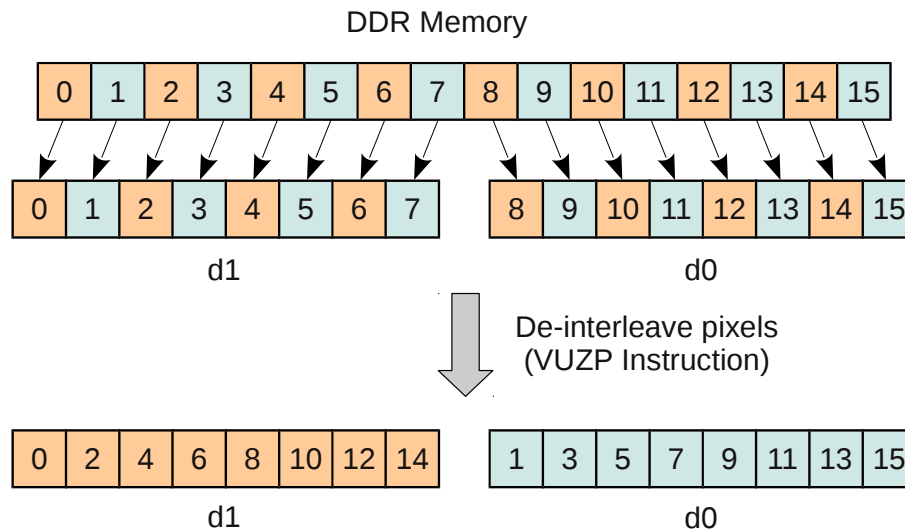 DDR Memory
0 1 2 3 4 5 6 7 8 9 10 11 12 13 14 15
0 1 2 3 4 5 6 7 8 9 10 11 12 13 14 15
d1 d0
De-interleave pixels
(VUZP Instruction)
0 2 4 6 8 10 12 14 1 3 5 7 9 11 13 15
d1 d0